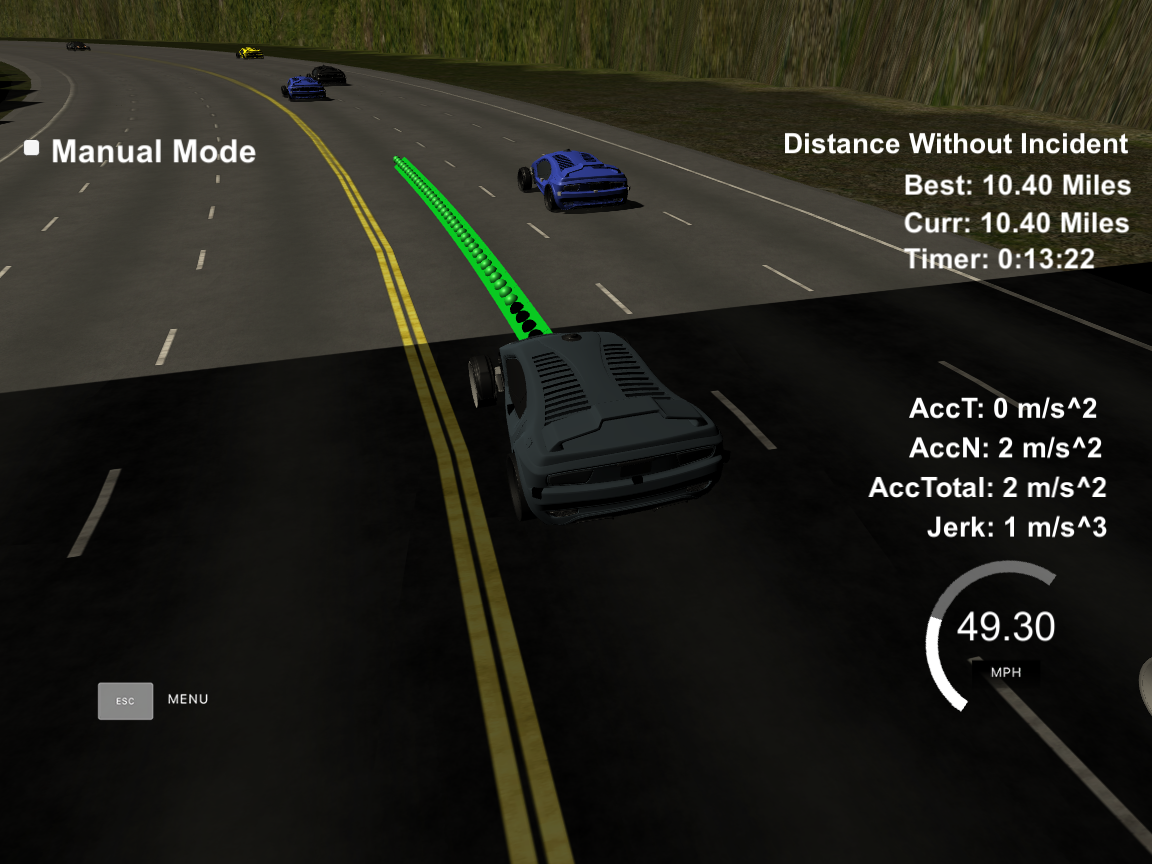 Manual Mode
Distance Without Incident
Best: 10.40 Miles
Curr: 10.40 Miles
Timer: 0:13:22
AccT: 0 m/s^2
AccN: 2 m/s^2
AccTotal: 2 m/s^2
Jerk: 1 m/s^3
49.30
MPH
ESC MENU